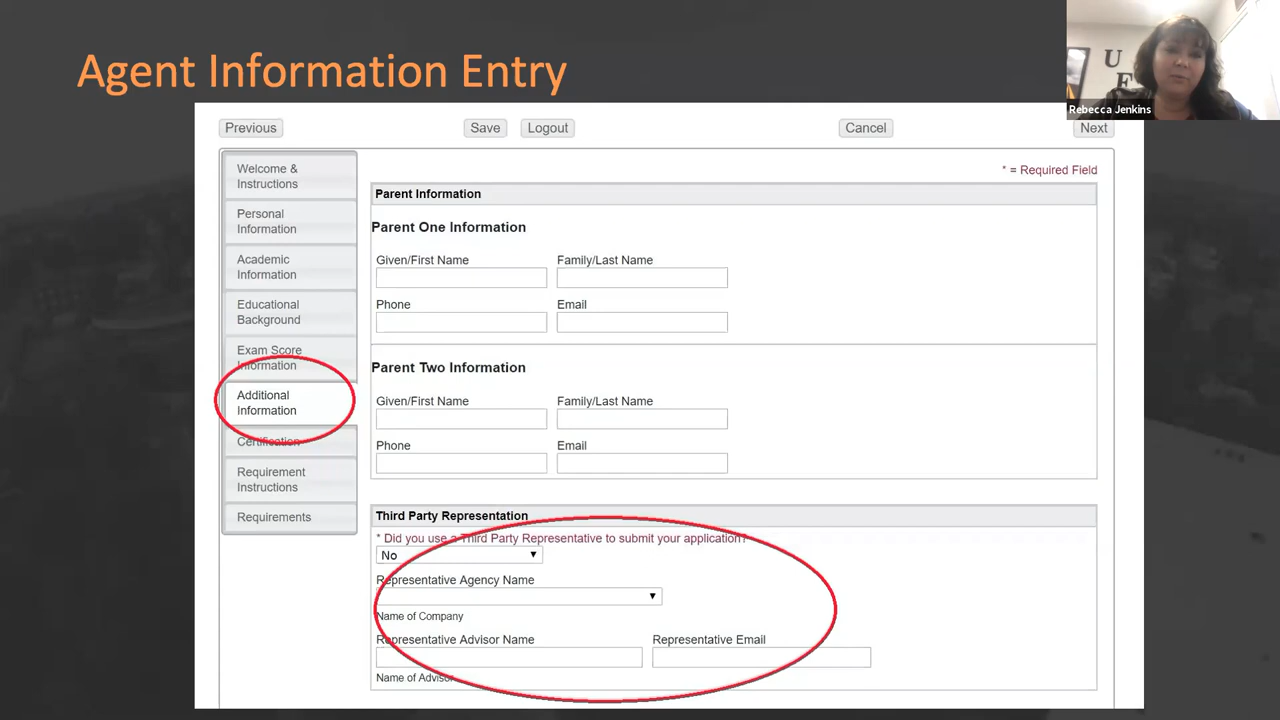 Agent Information Entry
U
E
Rebecca Jenkins
Previous Save Logout Cancel Next
* = Required Field
Welcome &
Instructions
Personal
Information
Academic
Information
Educational
Background
Exam Score
Information
Additional
Information
Certification
Requirement
Instructions
Requirements
Parent Information
Parent One Information
Given/First Name Family/Last Name
Phone Email
Parent Two Information
Given/First Name Family/Last Name
Phone Email
Third Party Representation
* Did you use a Third Party Representative to submit your application?
No
Representative Agency Name
Name of Company
Representative Advisor Name Representative Email
Name of Advisor